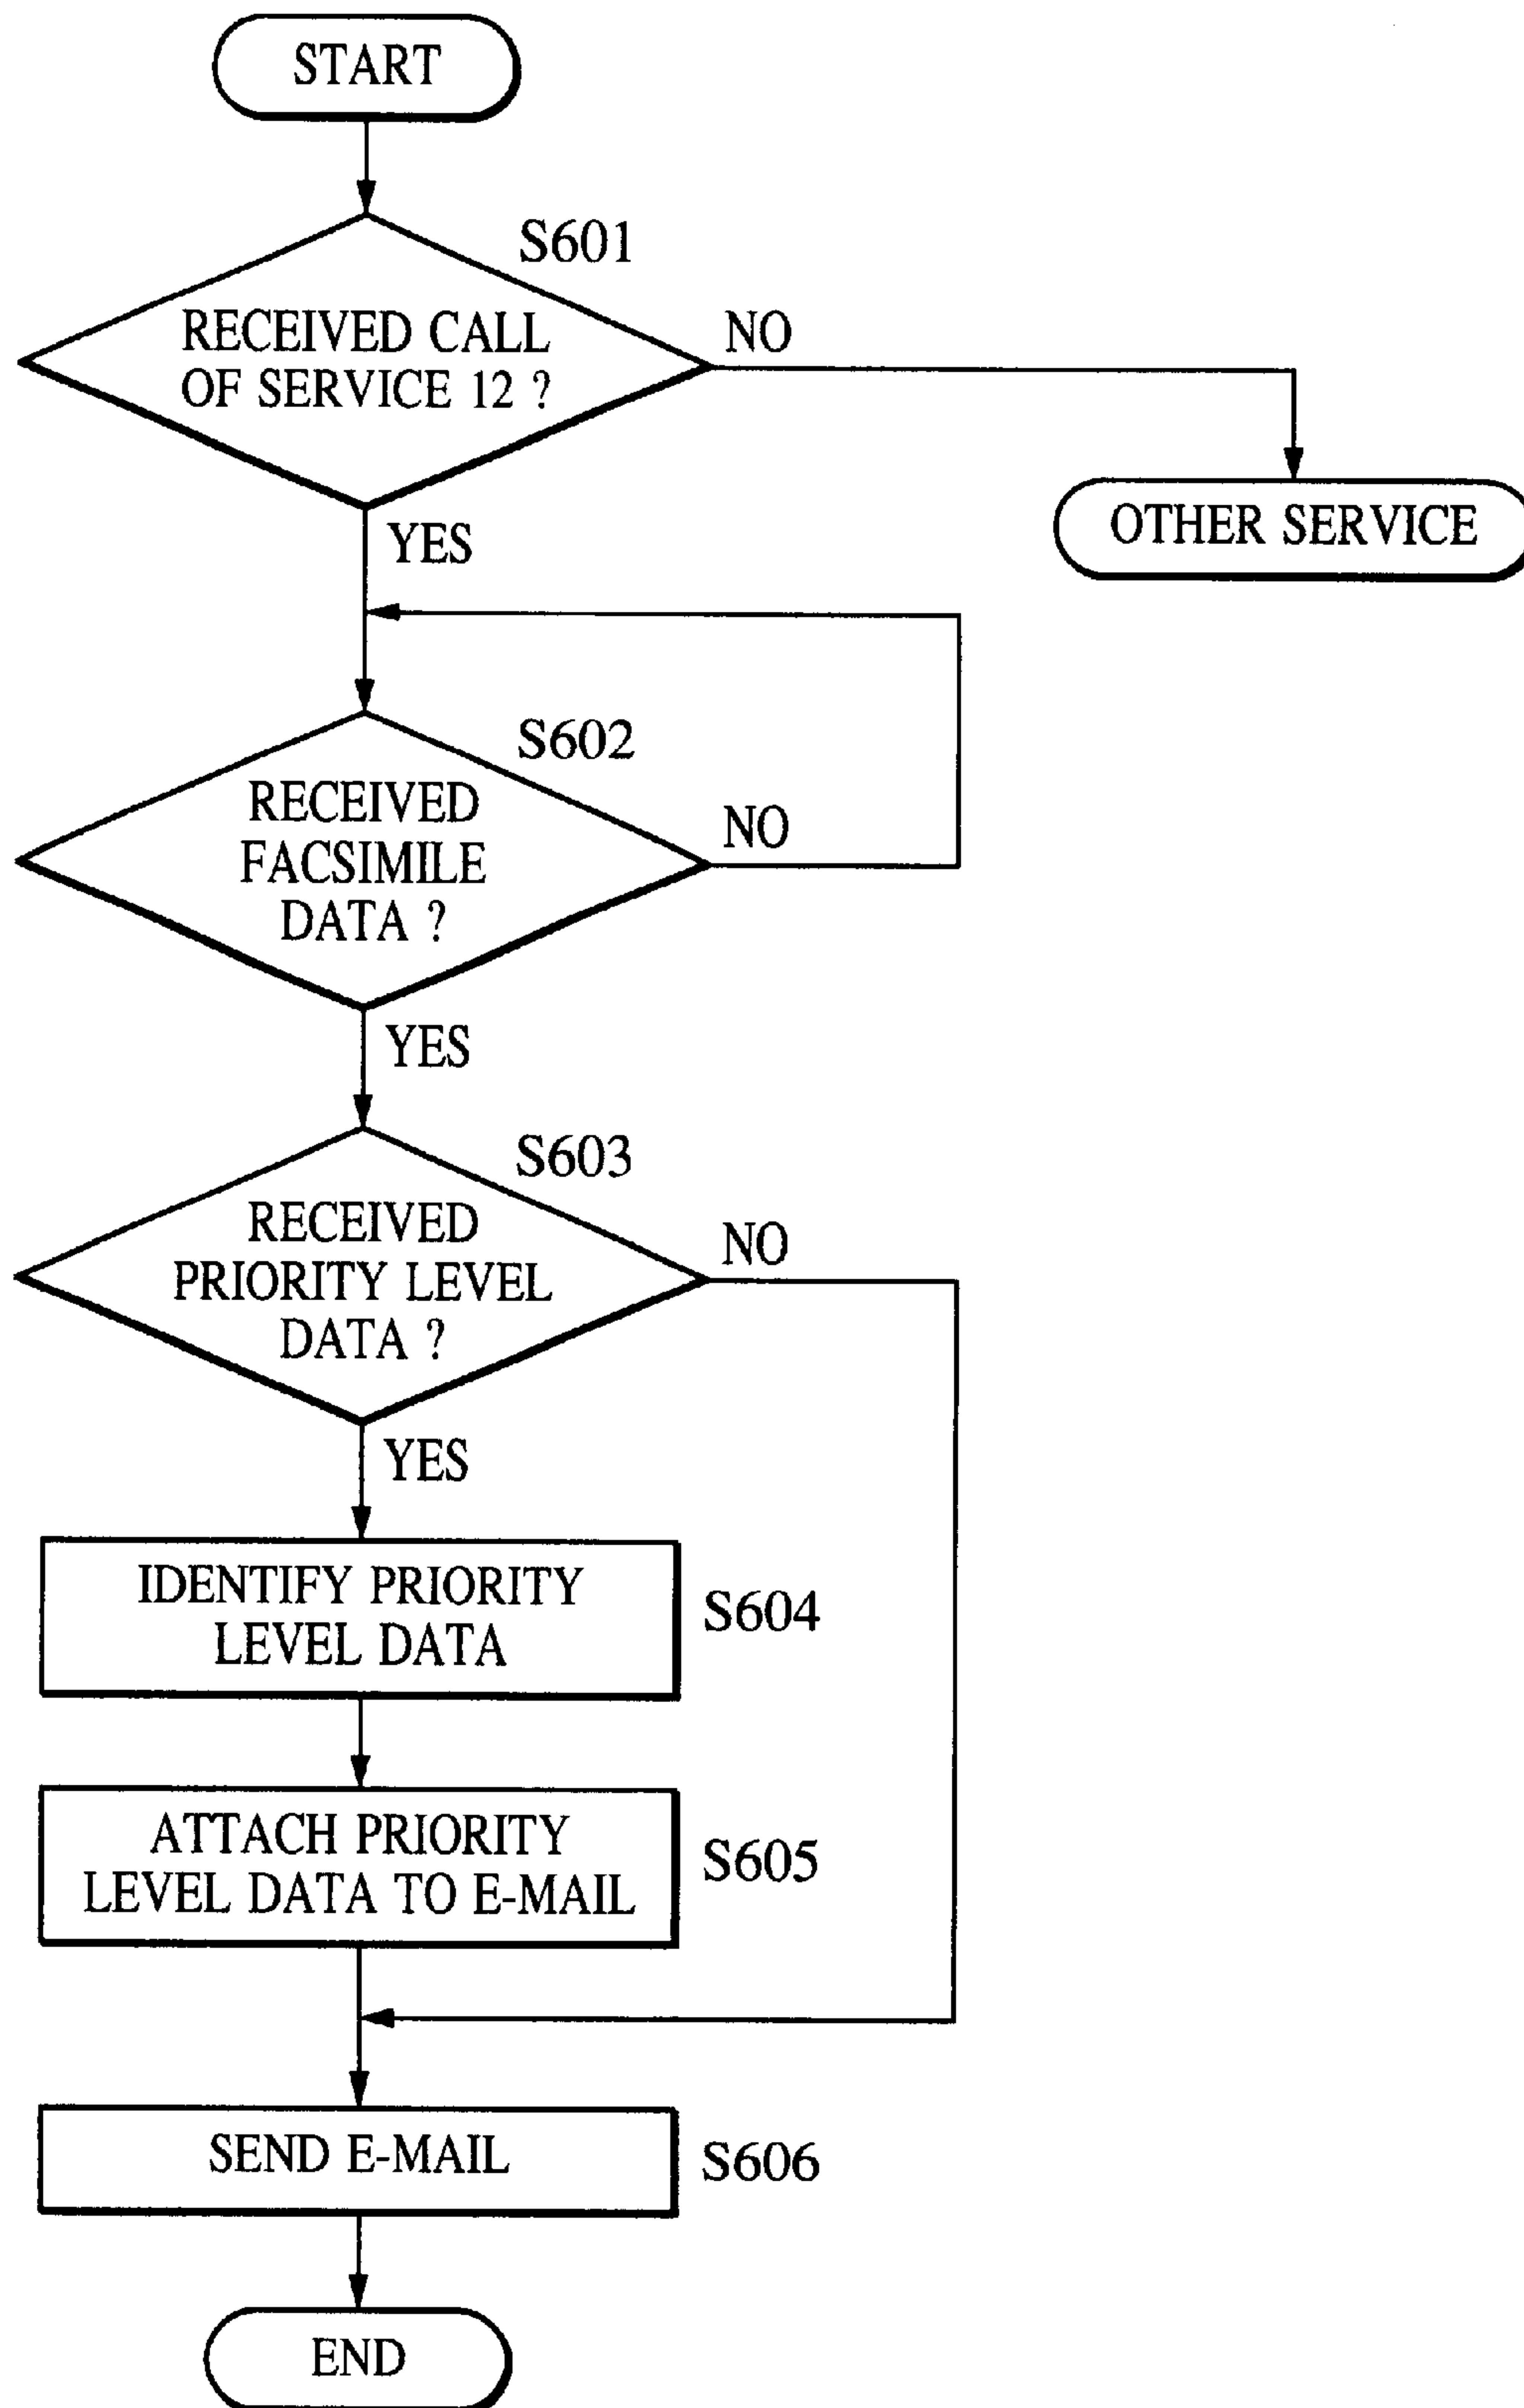 START
S601
RECEIVED CALL
OF SERVICE 12 ?
NO
OTHER SERVICE
YES
S602
RECEIVED
FACSIMILE
DATA ?
NO
YES
S603
RECEIVED
PRIORITY LEVEL
DATA ?
NO
YES
IDENTIFY PRIORITY
LEVEL DATA
S604
ATTACH PRIORITY
LEVEL DATA TO E-MAIL
S605
SEND E-MAIL
S606
END